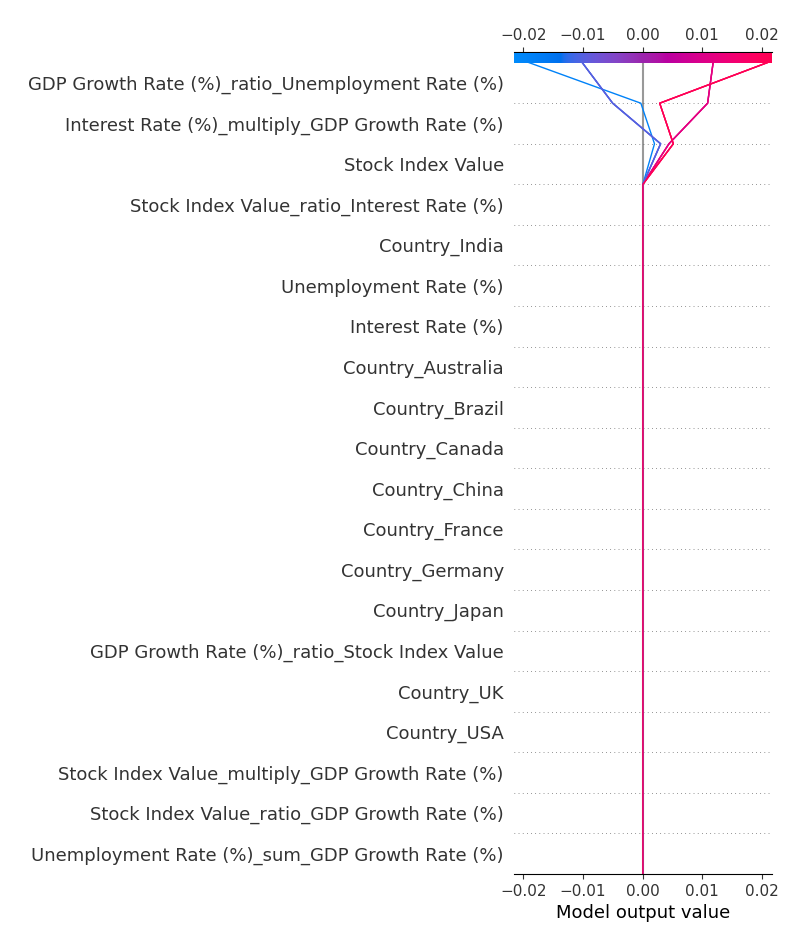 −0.02 −0.01 0.00 0.01 0.02
GDP Growth Rate (%)_ratio_Unemployment Rate (%)
Interest Rate (%)_multiply_GDP Growth Rate (%)
Stock Index Value
Stock Index Value_ratio_Interest Rate (%)
Country_India
Unemployment Rate (%)
Interest Rate (%)
Country_Australia
Country_Brazil
Country_Canada
Country_China
Country_France
Country_Germany
Country_Japan
GDP Growth Rate (%)_ratio_Stock Index Value
Country_UK
Country_USA
Stock Index Value_multiply_GDP Growth Rate (%)
Stock Index Value_ratio_GDP Growth Rate (%)
Unemployment Rate (%)_sum_GDP Growth Rate (%)
−0.02 −0.01 0.00 0.01 0.02
Model output value